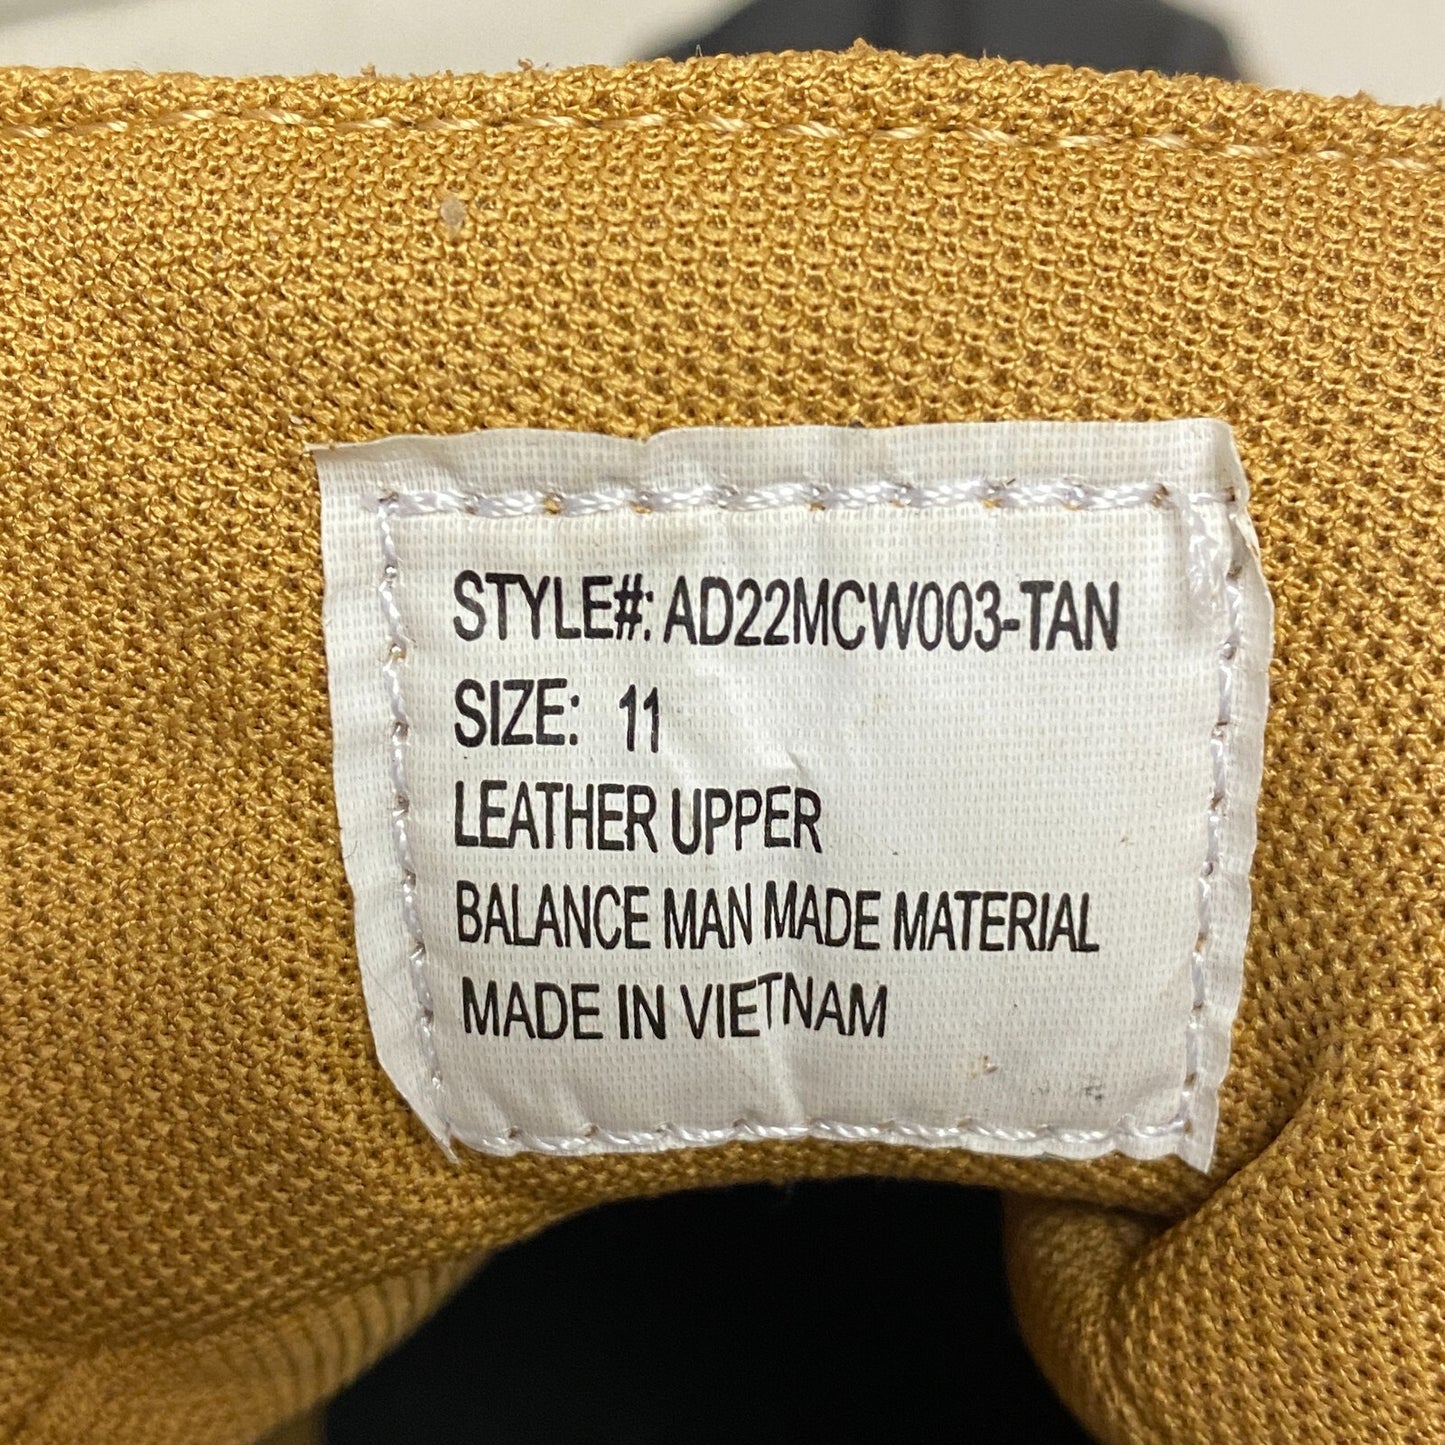 STYLE#: AD22MCW003-TAN
SIZE: 11
LEATHER UPPER
BALANCE MAN MADE MATERIAL
MADE IN VIETNAM